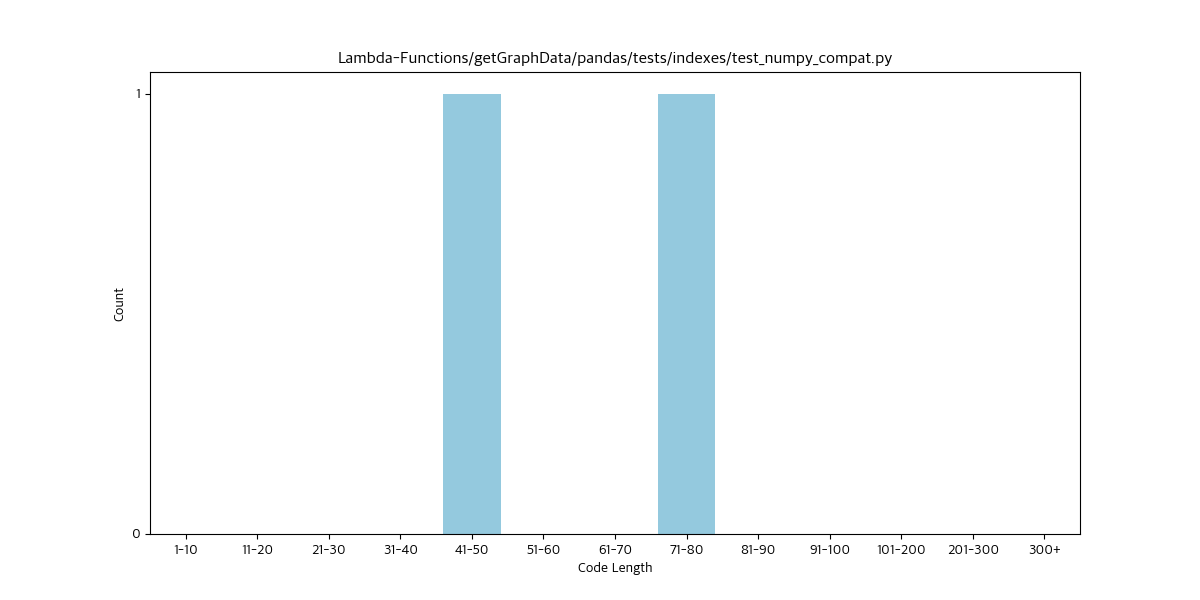 Lambda-Functions/getGraphData/pandas/tests/indexes/test_numpy_compat.py
1
Count
0
1-10 11-20 21-30 31-40 41-50 51-60 61-70 71-80 81-90 91-100 101-200 201-300 300+
Code Length